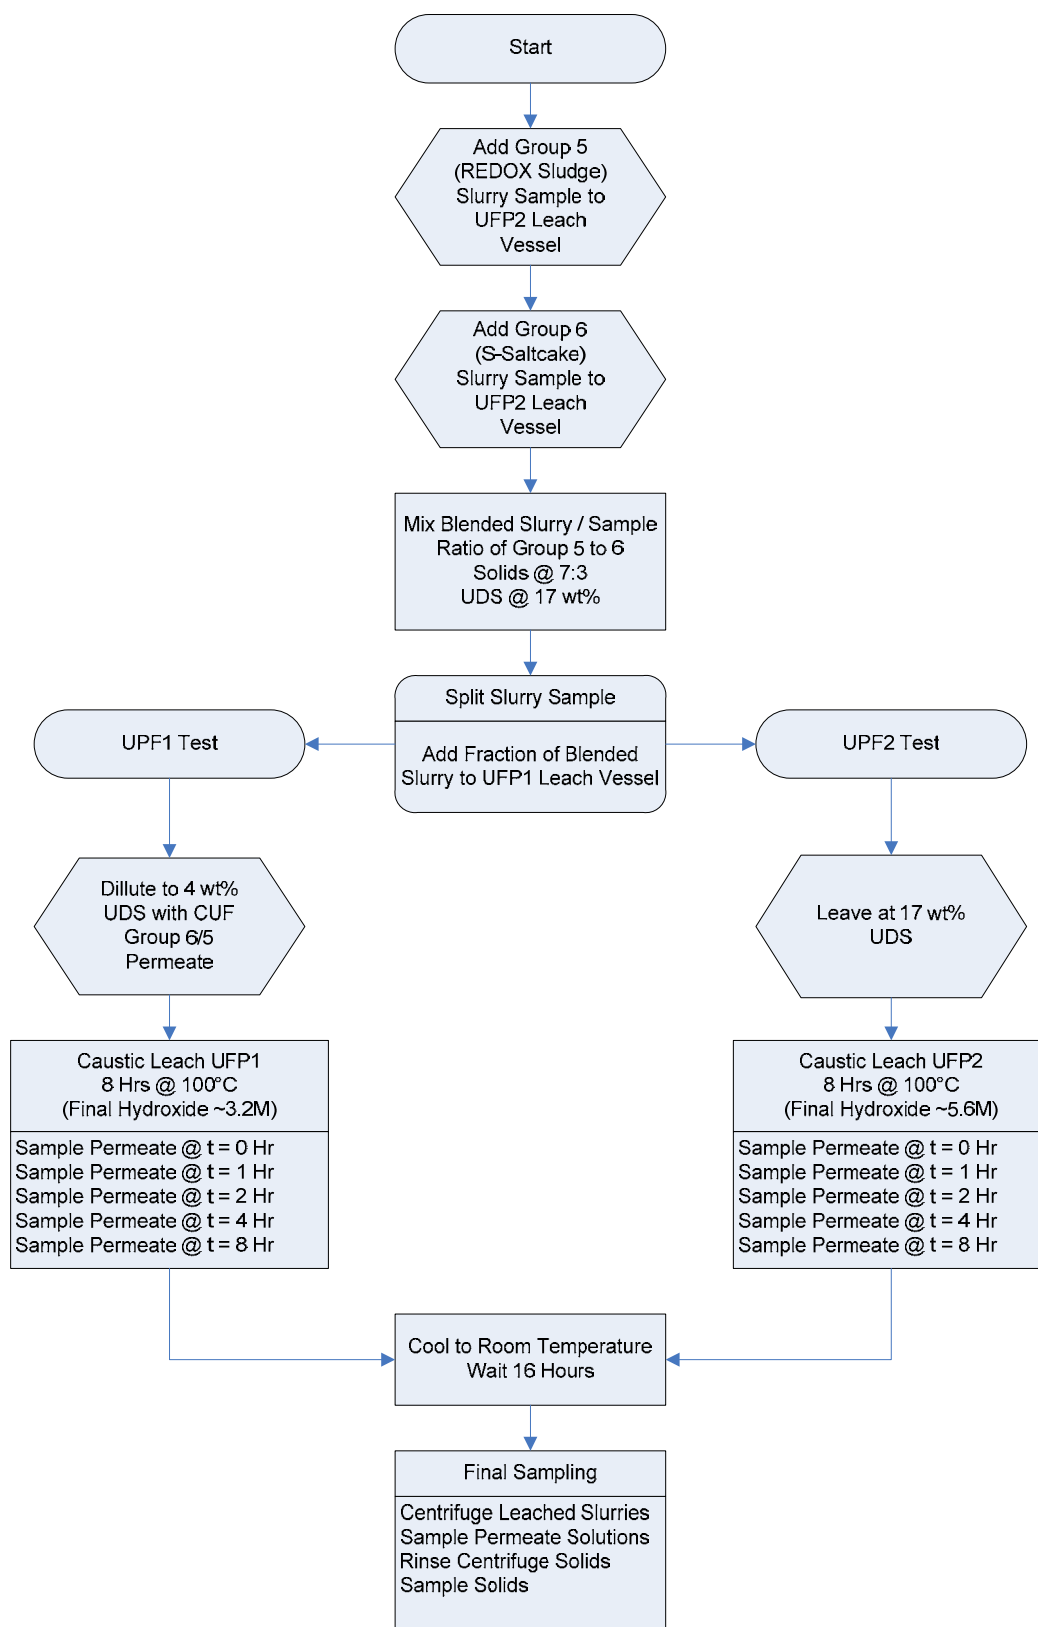 Start
Add Group 5
(REDOX Sludge)
Slurry Sample to
UFP2 Leach
Vessel
Add Group 6
(S-Saltcake)
Slurry Sample to
UFP2 Leach
Vessel
Mix Blended Slurry / Sample
Ratio of Group 5 to 6
Solids @ 7:3
UDS @ 17 wt%
Split Slurry Sample
Add Fraction of Blended
Slurry to UFP1 Leach Vessel
UPF1 Test
UPF2 Test
Dillute to 4 wt%
UDS with CUF
Group 6/5
Permeate
Leave at 17 wt%
UDS
Caustic Leach UFP1
8 Hrs @ 100°C
(Final Hydroxide ~3.2M)
Sample Permeate @ t = 0 Hr
Sample Permeate @ t = 1 Hr
Sample Permeate @ t = 2 Hr
Sample Permeate @ t = 4 Hr
Sample Permeate @ t = 8 Hr
Caustic Leach UFP2
8 Hrs @ 100°C
(Final Hydroxide ~5.6M)
Sample Permeate @ t = 0 Hr
Sample Permeate @ t = 1 Hr
Sample Permeate @ t = 2 Hr
Sample Permeate @ t = 4 Hr
Sample Permeate @ t = 8 Hr
Cool to Room Temperature
Wait 16 Hours
Final Sampling
Centrifuge Leached Slurries
Sample Permeate Solutions
Rinse Centrifuge Solids
Sample Solids